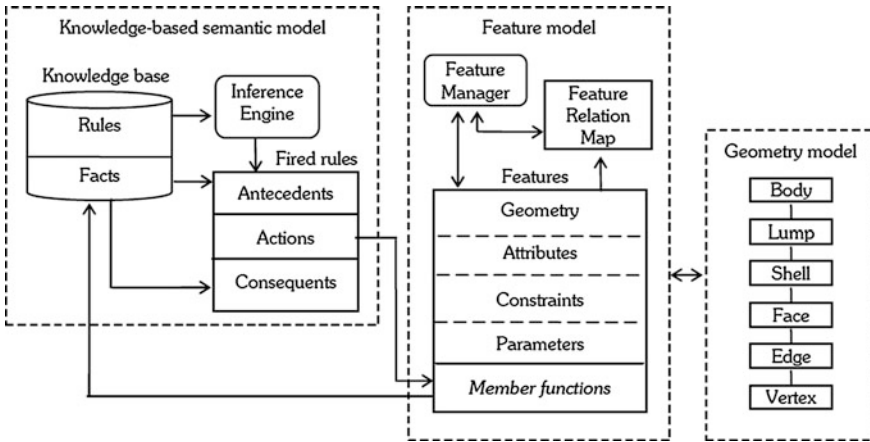 Knowledge-based semantic model
Knowledge base
Rules
Facts
Inference
Engine
Fired rules
Antecedents
Actions
Consequents
Feature model
Feature
Manager
Feature
Relation
Map
Features
Geometry
Attributes
Constraints
Parameters
Member functions
Geometry model
Body
Lump
Shell
Face
Edge
Vertex